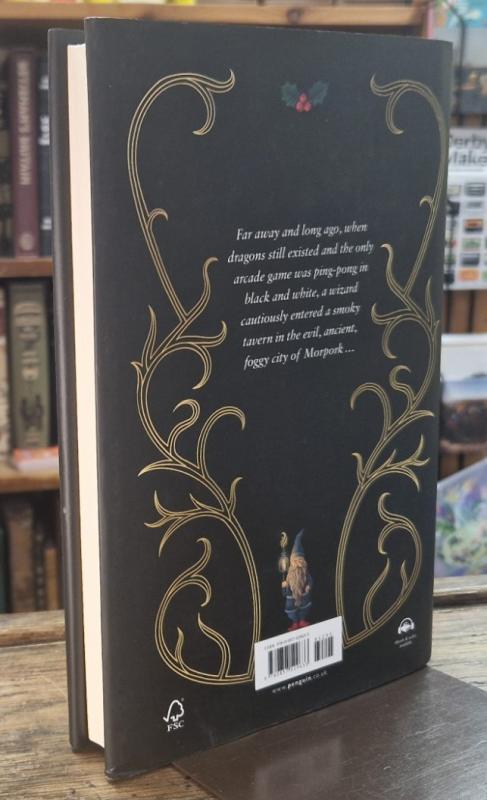 Far away and long ago, when
dragons still existed and the only
arcade game was ping-pong in
black and white, a wizard
cautiously entered a smoky
tavern in the evil, ancient,
foggy city of Morpork ...
www.penguin.co.uk
FSC